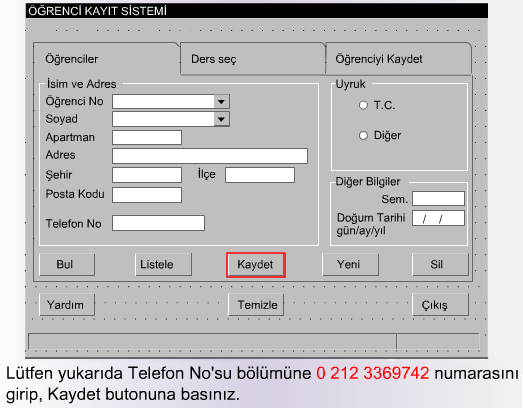 ÖĞRENCİ KAYIT SİSTEMİ
Öğrenciler
Ders seç
Öğrenciyi Kaydet
İsim ve Adres
Öğrenci No
Soyad
Apartman
Adres
Şehir
İlçe
Posta Kodu
Telefon No
Uyruk
T.C.
Diğer
Diğer Bilgiler
Sem.
Doğum Tarihi
/ /
gün/ay/yıl
Bul
Listele
Kaydet
Yeni
Sil
Yardım
Temizle
Çıkış
Lütfen yukarıda Telefon No'su bölümüne 0 212 3369742 numarasını
girip, Kaydet butonuna basınız.